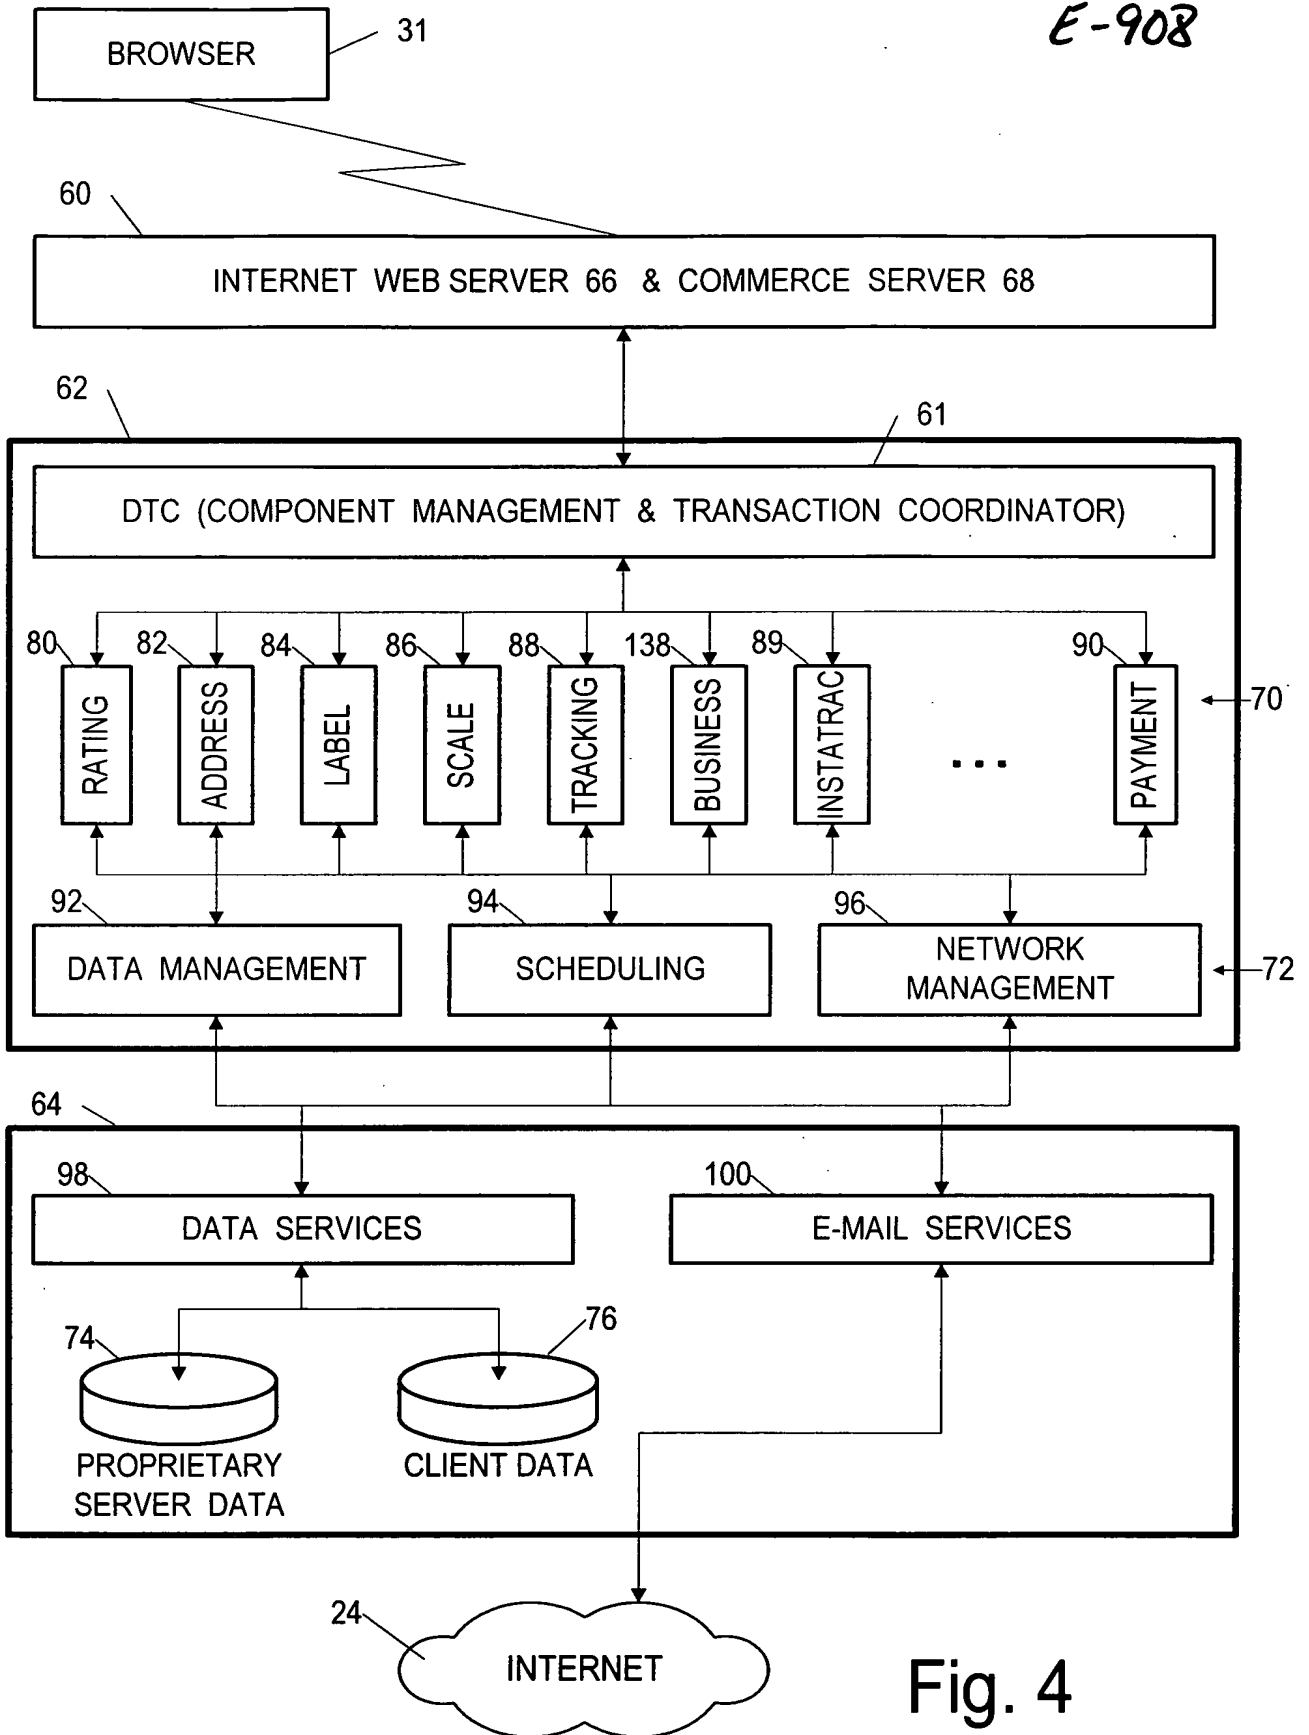 E-908
BROWSER
31
60
INTERNET WEB SERVER 66 & COMMERCE SERVER 68
62
61
DTC (COMPONENT MANAGEMENT & TRANSACTION COORDINATOR)
80
82
84
86
88
138
89
90
RATING
ADDRESS
LABEL
SCALE
TRACKING
BUSINESS
INSTATRAC
...
PAYMENT
70
92
94
96
DATA MANAGEMENT
SCHEDULING
NETWORK
MANAGEMENT
72
64
98
100
DATA SERVICES
E-MAIL SERVICES
74
76
PROPRIETARY
SERVER DATA
CLIENT DATA
24
INTERNET
Fig. 4